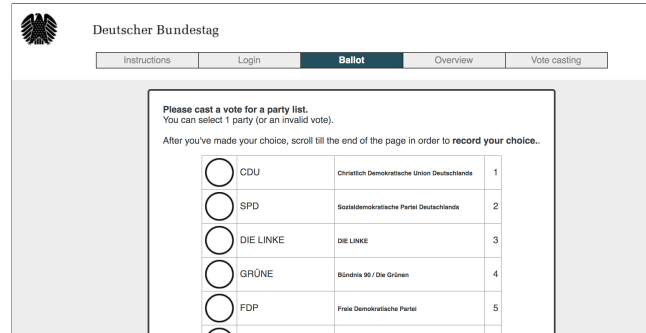 Deutscher Bundestag
Instructions Login Ballot Overview Vote casting
Please cast a vote for a party list.
You can select 1 party (or an invalid vote).
After you've made your choice, scroll till the end of the page in order to record your choice..
CDU Christlich Demokratische Union Deutschlands 1
SPD Sozialdemokratische Partei Deutschlands 2
DIE LINKE DIE LINKE 3
GRÜNE Bündnis 90 / Die Grünen 4
FDP Freie Demokratische Partei 5